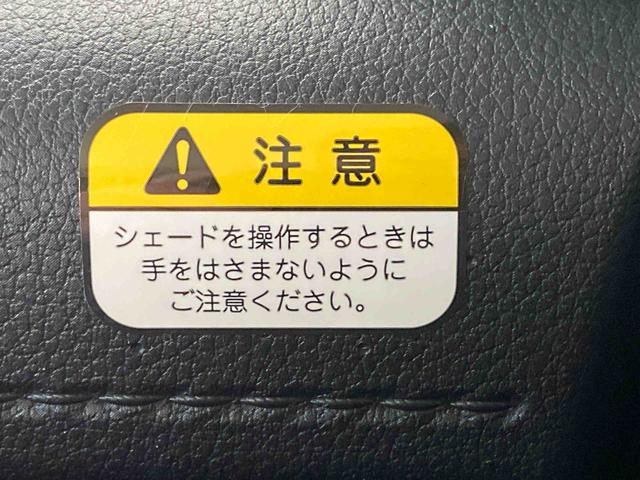 注意
シェードを操作するときは
手をはさまないように
ご注意ください。